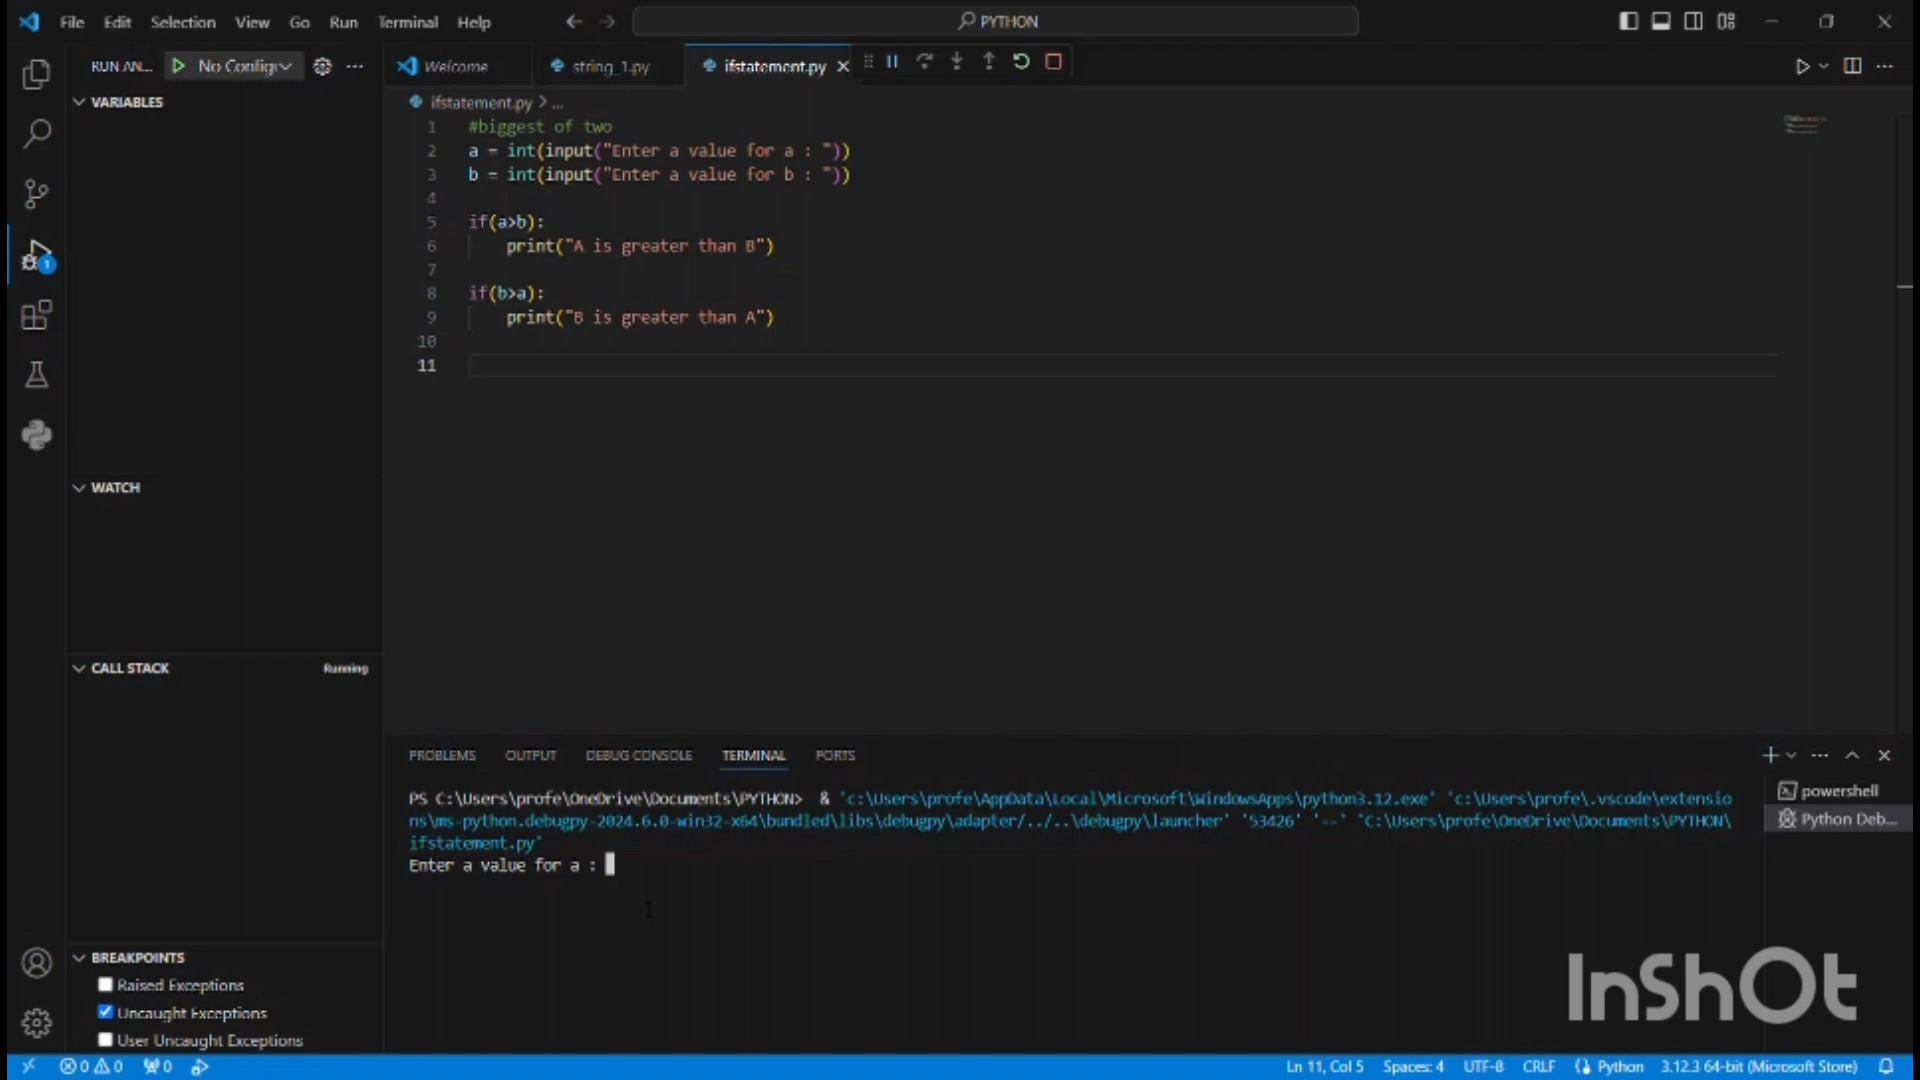 File Edit Selection View Go Run Terminal Help
PYTHON
RUN AN... No Config
Welcome string_1.py ifstatement.py
VARIABLES
ifstatement.py > ...
1 #biggest of two
2 a = int(input("Enter a value for a : "))
3 b = int(input("Enter a value for b : "))
4
5 if(a>b):
6 print("A is greater than B")
7
8 if(b>a):
9 print("B is greater than A")
10
11
WATCH
CALL STACK Running
BREAKPOINTS
Raised Exceptions
Uncaught Exceptions
User Uncaught Exceptions
1
PROBLEMS OUTPUT DEBUG CONSOLE TERMINAL PORTS
PS C:\Users\profe\OneDrive\Documents\PYTHON> & 'c:\Users\profe\AppData\Local\Microsoft\WindowsApps\python3.12.exe' 'c:\Users\profe\.vscode\extensio
ns\ms-python.debugpy-2024.6.0-win32-x64\bundled\libs\debugpy\adapter/../..\debugpy\launcher' '53426' '--' 'C:\Users\profe\OneDrive\Documents\PYTHON\
ifstatement.py'
Enter a value for a :
powershell
Python Deb...
InShOt
0 0 0
Ln 11, Col 5 Spaces: 4 UTF-8 CRLF Python 3.12.3 64-bit (Microsoft Store)